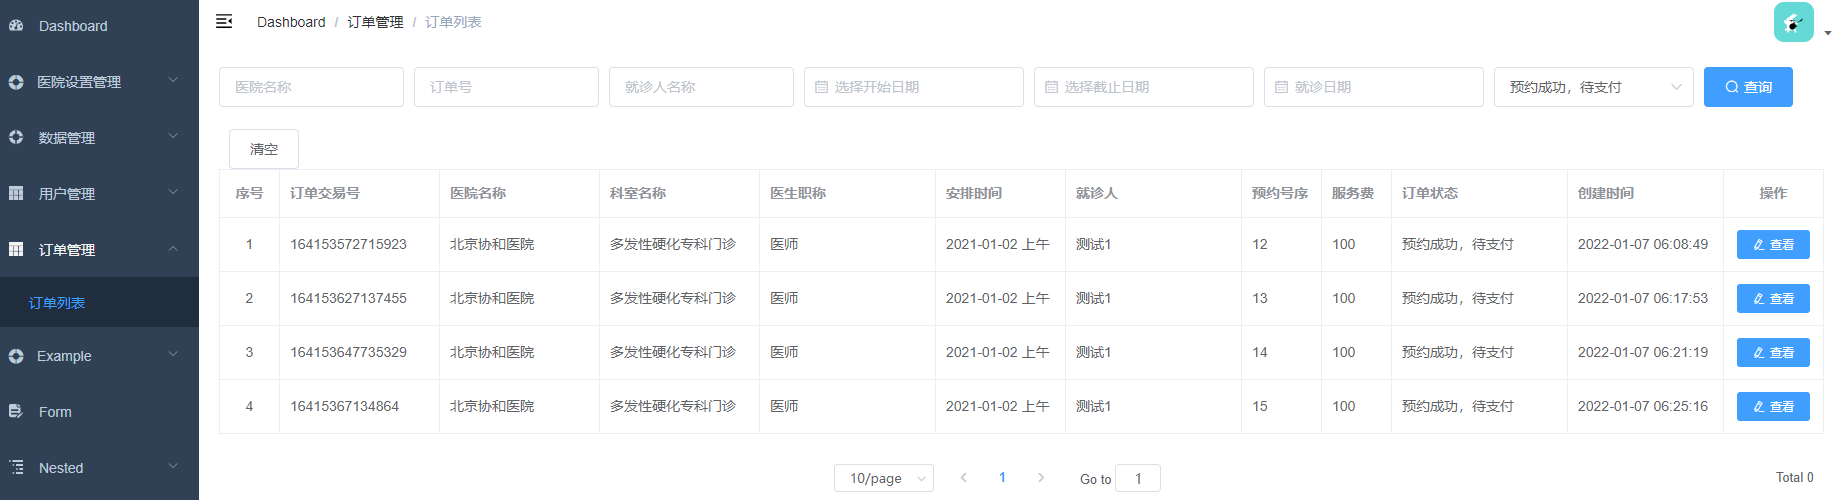 Dashboard
医院设置管理
数据管理
用户管理
订单管理
订单列表
Example
Form
Nested
Dashboard / 订单管理 / 订单列表
医院名称 订单号 就诊人名称 选择开始日期 选择截止日期 就诊日期 预约成功，待支付 查询
清空
序号 订单交易号 医院名称 科室名称 医生职称 安排时间 就诊人 预约号序 服务费 订单状态 创建时间 操作
1 164153572715923 北京协和医院 多发性硬化专科门诊 医师 2021-01-02 上午 测试1 12 100 预约成功，待支付 2022-01-07 06:08:49 查看
2 164153627137455 北京协和医院 多发性硬化专科门诊 医师 2021-01-02 上午 测试1 13 100 预约成功，待支付 2022-01-07 06:17:53 查看
3 164153647735329 北京协和医院 多发性硬化专科门诊 医师 2021-01-02 上午 测试1 14 100 预约成功，待支付 2022-01-07 06:21:19 查看
4 16415367134864 北京协和医院 多发性硬化专科门诊 医师 2021-01-02 上午 测试1 15 100 预约成功，待支付 2022-01-07 06:25:16 查看
10/page 1 Go to 1 Total 0